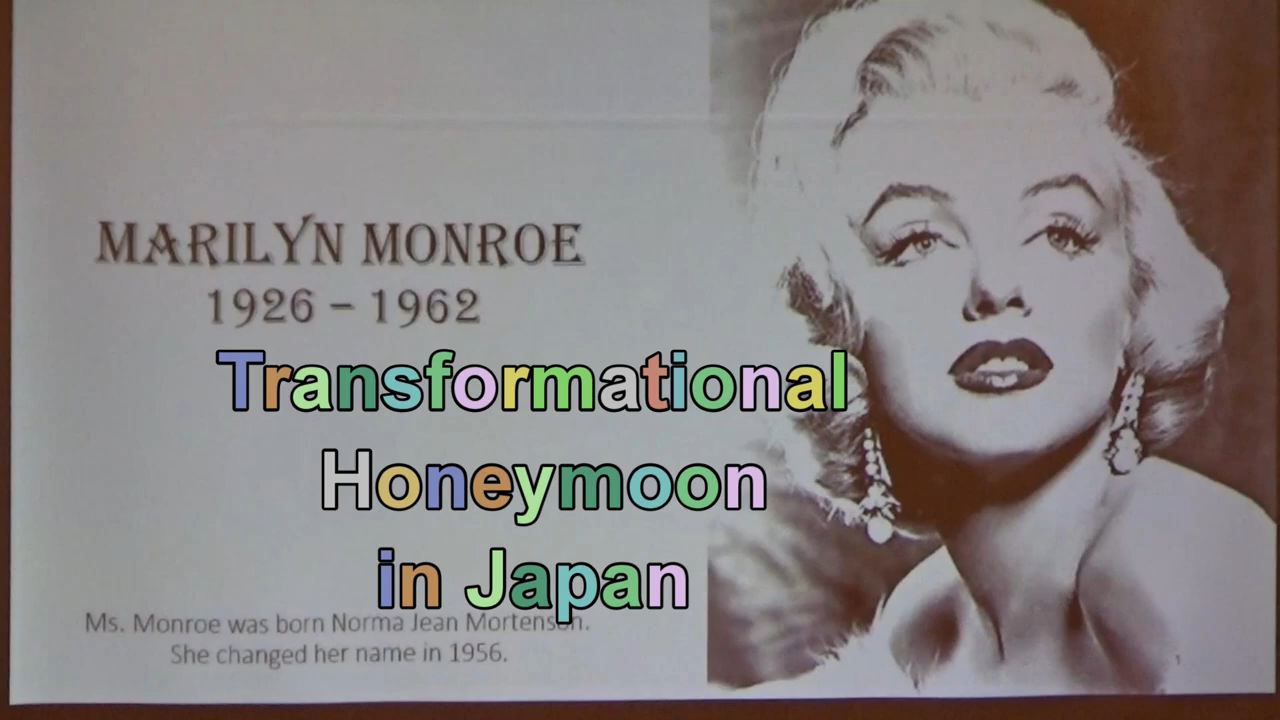 MARILYN MONROE
1926 – 1962
Transformational
Honeymoon
in Japan
Ms. Monroe was born Norma Jean Mortenson.
She changed her name in 1956.
1